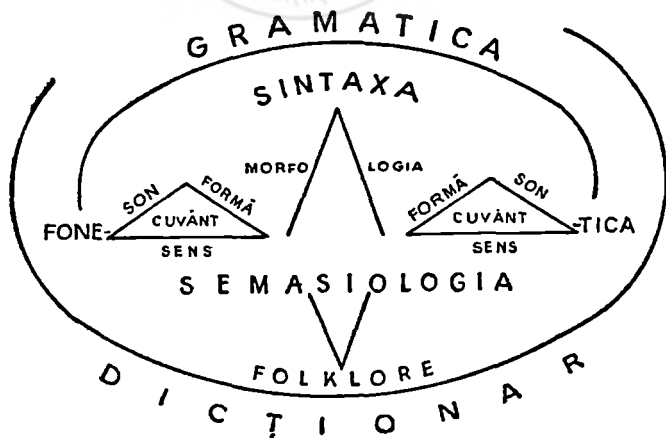 GRAMATICA
SINTAXA
MORFO LOGIA
SON FORMĂ FORMĂ SON
FONE- CUVÂNT CUVÂNT -TICA
SENS SENS
SEMASIOLOGIA
FOLKLORE
DICȚIONAR